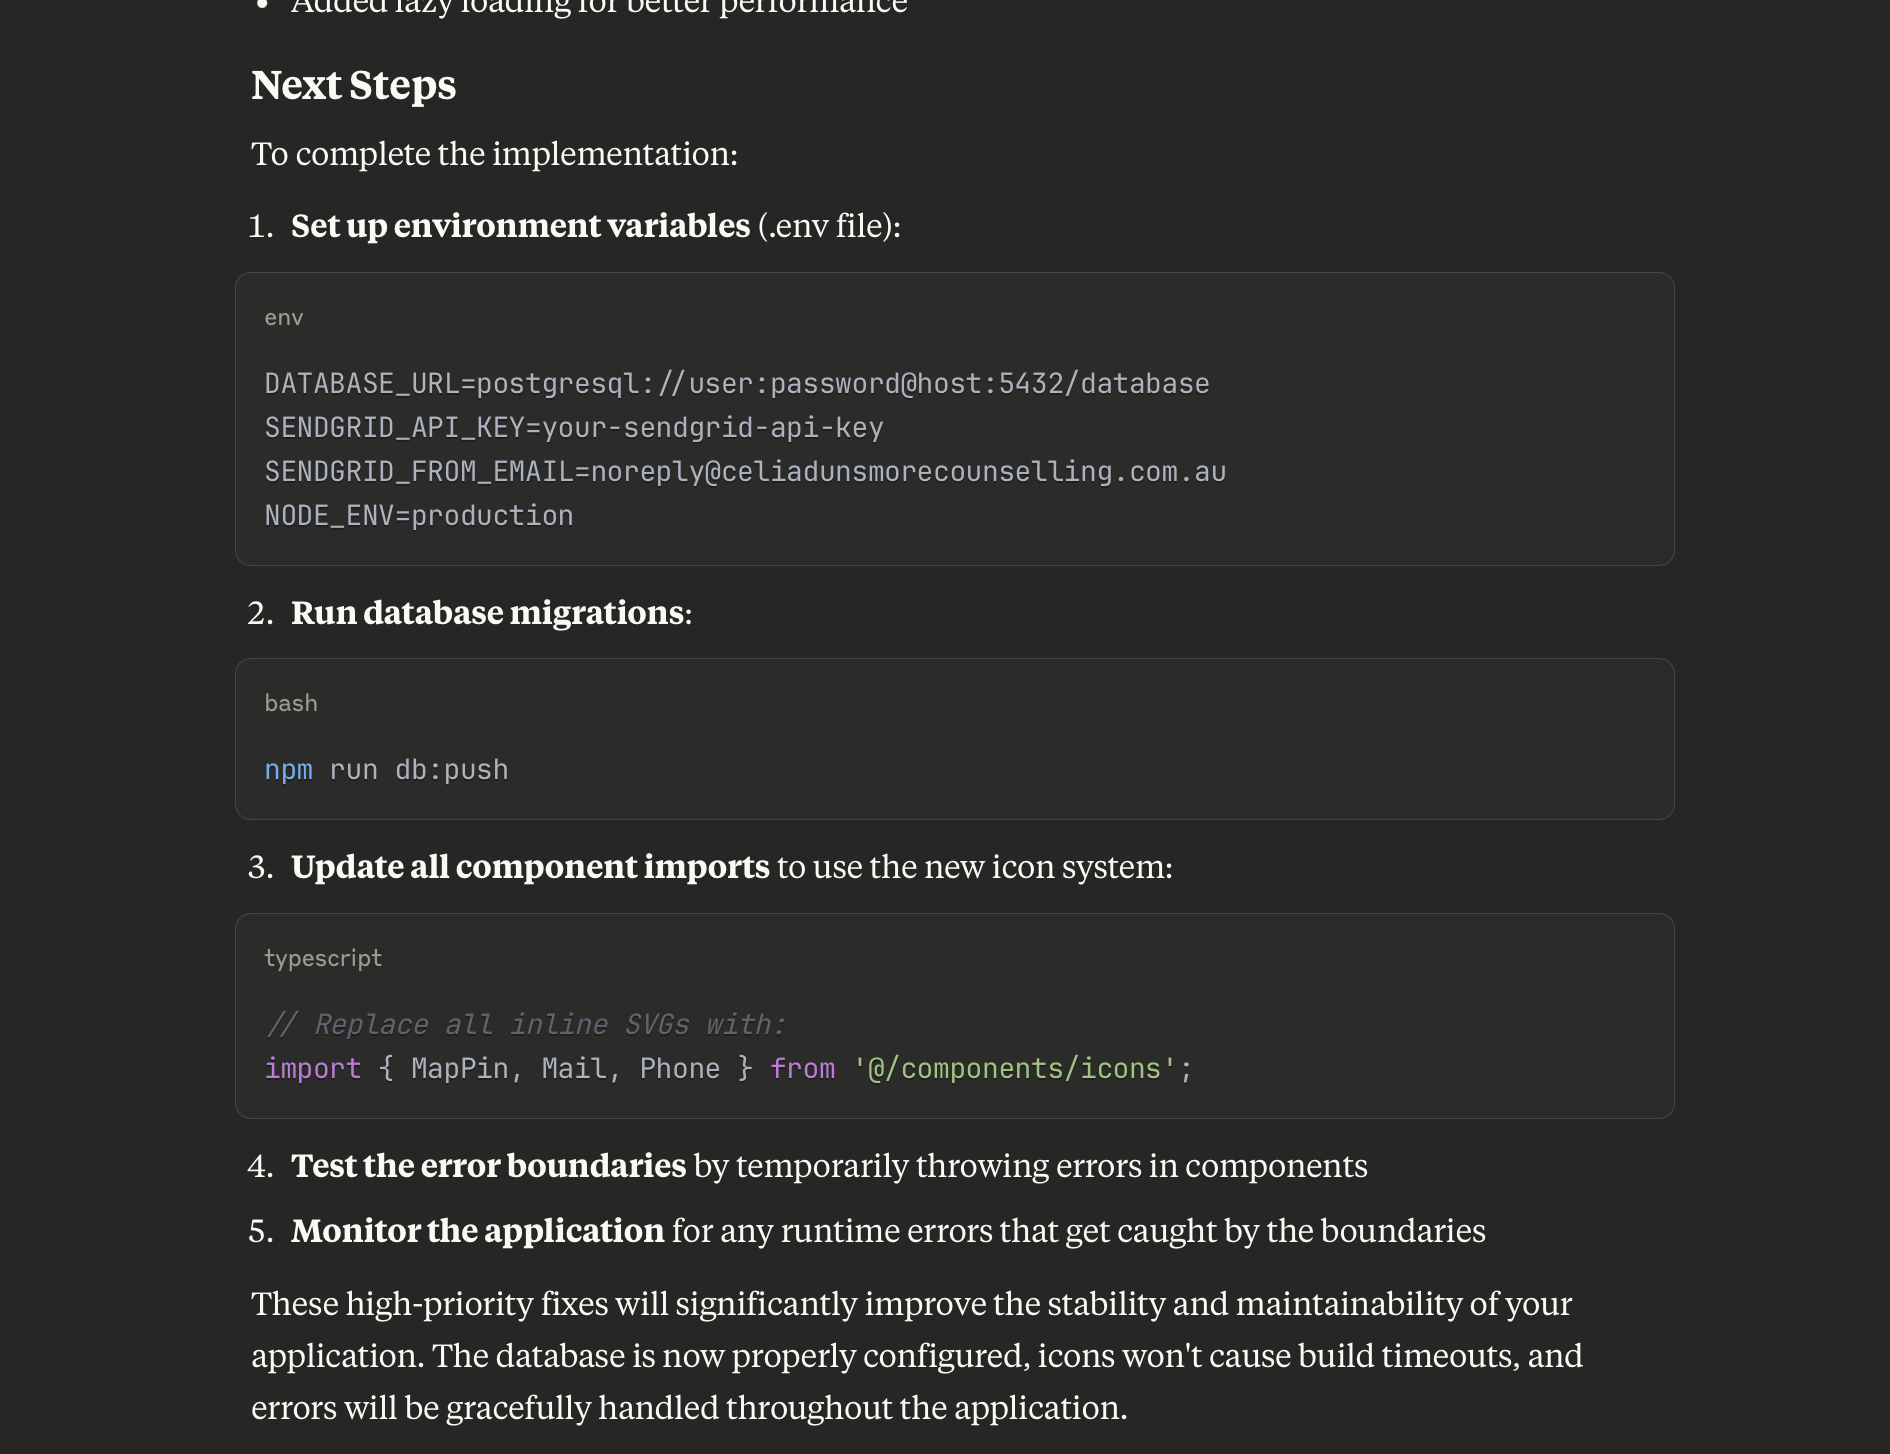 • Added lazy loading for better performance
Next Steps
To complete the implementation:
1. Set up environment variables (.env file):
env
DATABASE_URL=postgresql://user:password@host:5432/database
SENDGRID_API_KEY=your-sendgrid-api-key
SENDGRID_FROM_EMAIL=noreply@celiadunsmorecounselling.com.au
NODE_ENV=production
2. Run database migrations:
bash
npm run db:push
3. Update all component imports to use the new icon system:
typescript
// Replace all inline SVGs with:
import { MapPin, Mail, Phone } from '@/components/icons';
4. Test the error boundaries by temporarily throwing errors in components
5. Monitor the application for any runtime errors that get caught by the boundaries
These high-priority fixes will significantly improve the stability and maintainability of your
application. The database is now properly configured, icons won't cause build timeouts, and
errors will be gracefully handled throughout the application.